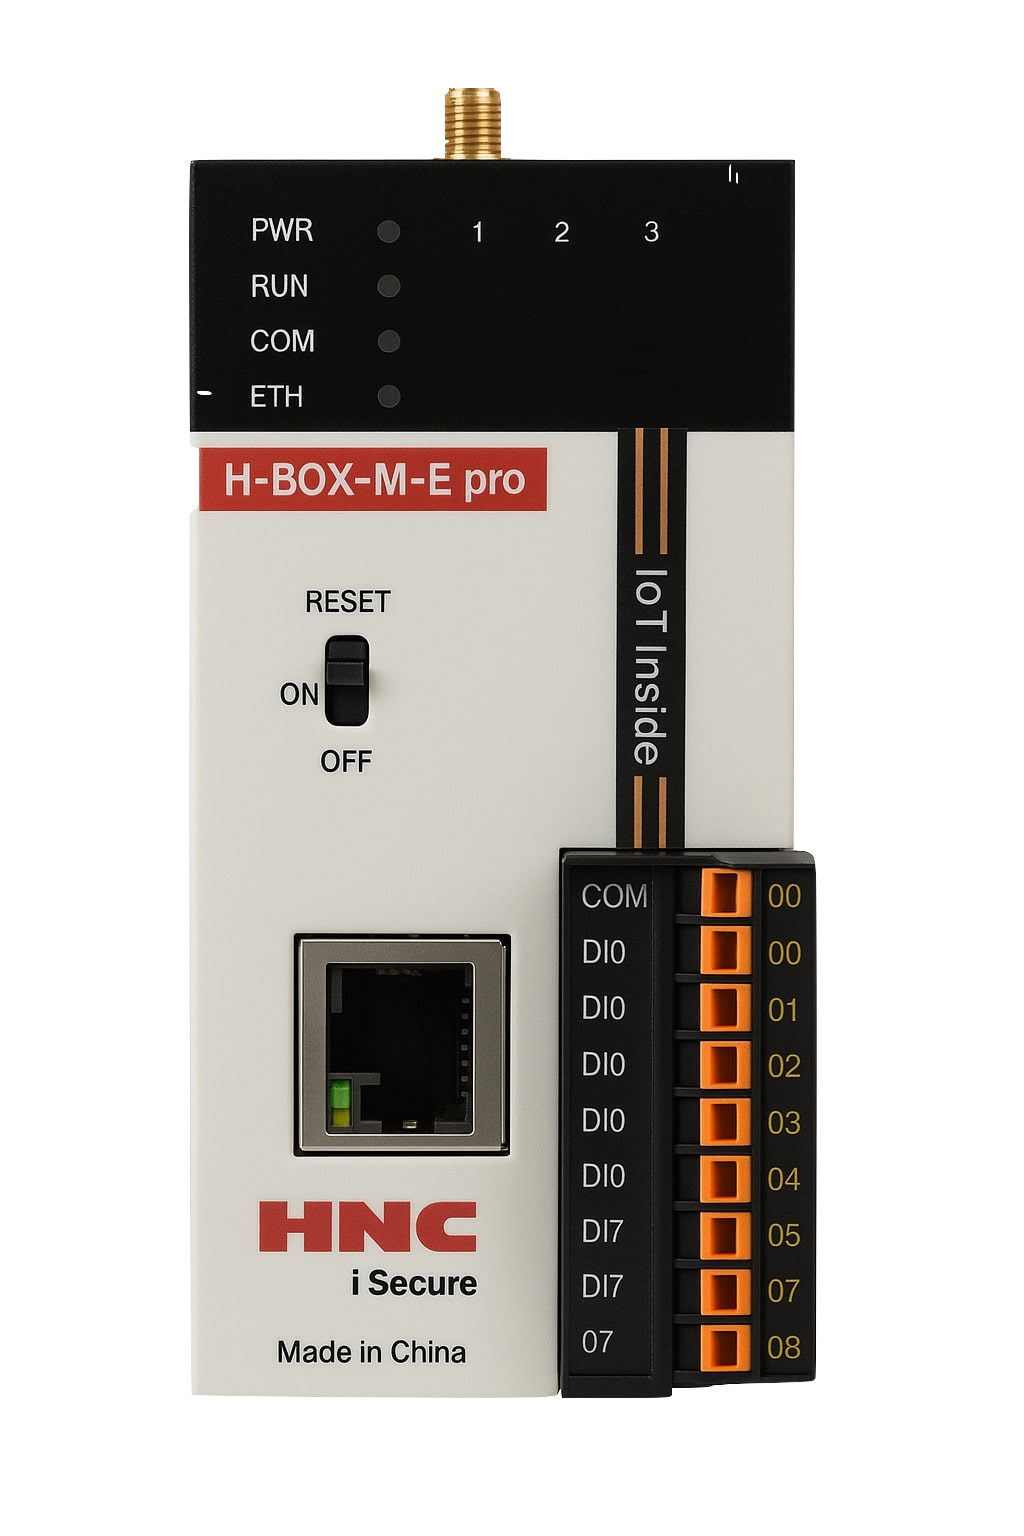 PWR 1 2 3
RUN
COM
ETH
H-BOX-M-E pro
RESET
ON
OFF
IoT Inside
COM 00
DI0 00
DI0 01
DI0 02
DI0 03
DI0 04
DI7 05
DI7 07
07 08
HNC
i Secure
Made in China